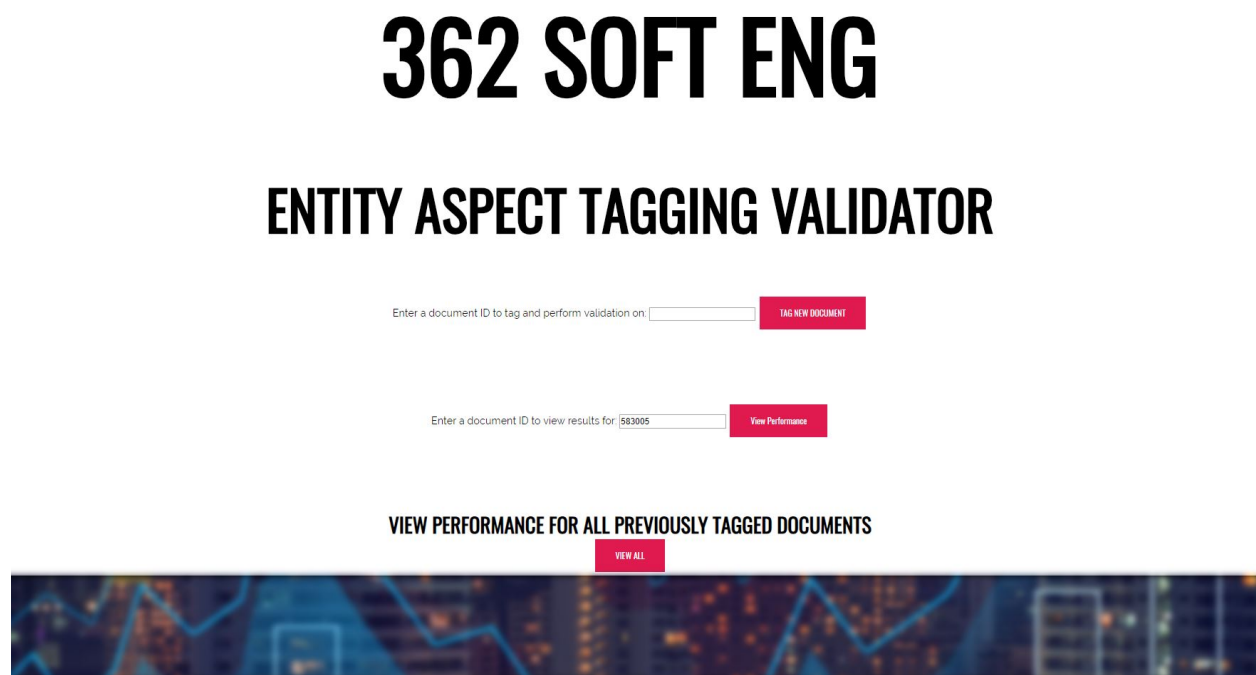 362 SOFT ENG
ENTITY ASPECT TAGGING VALIDATOR
Enter a document ID to tag and perform validation on: TAG NEW DOCUMENT
Enter a document ID to view results for: 583005 View Performance
VIEW PERFORMANCE FOR ALL PREVIOUSLY TAGGED DOCUMENTS
VIEW ALL